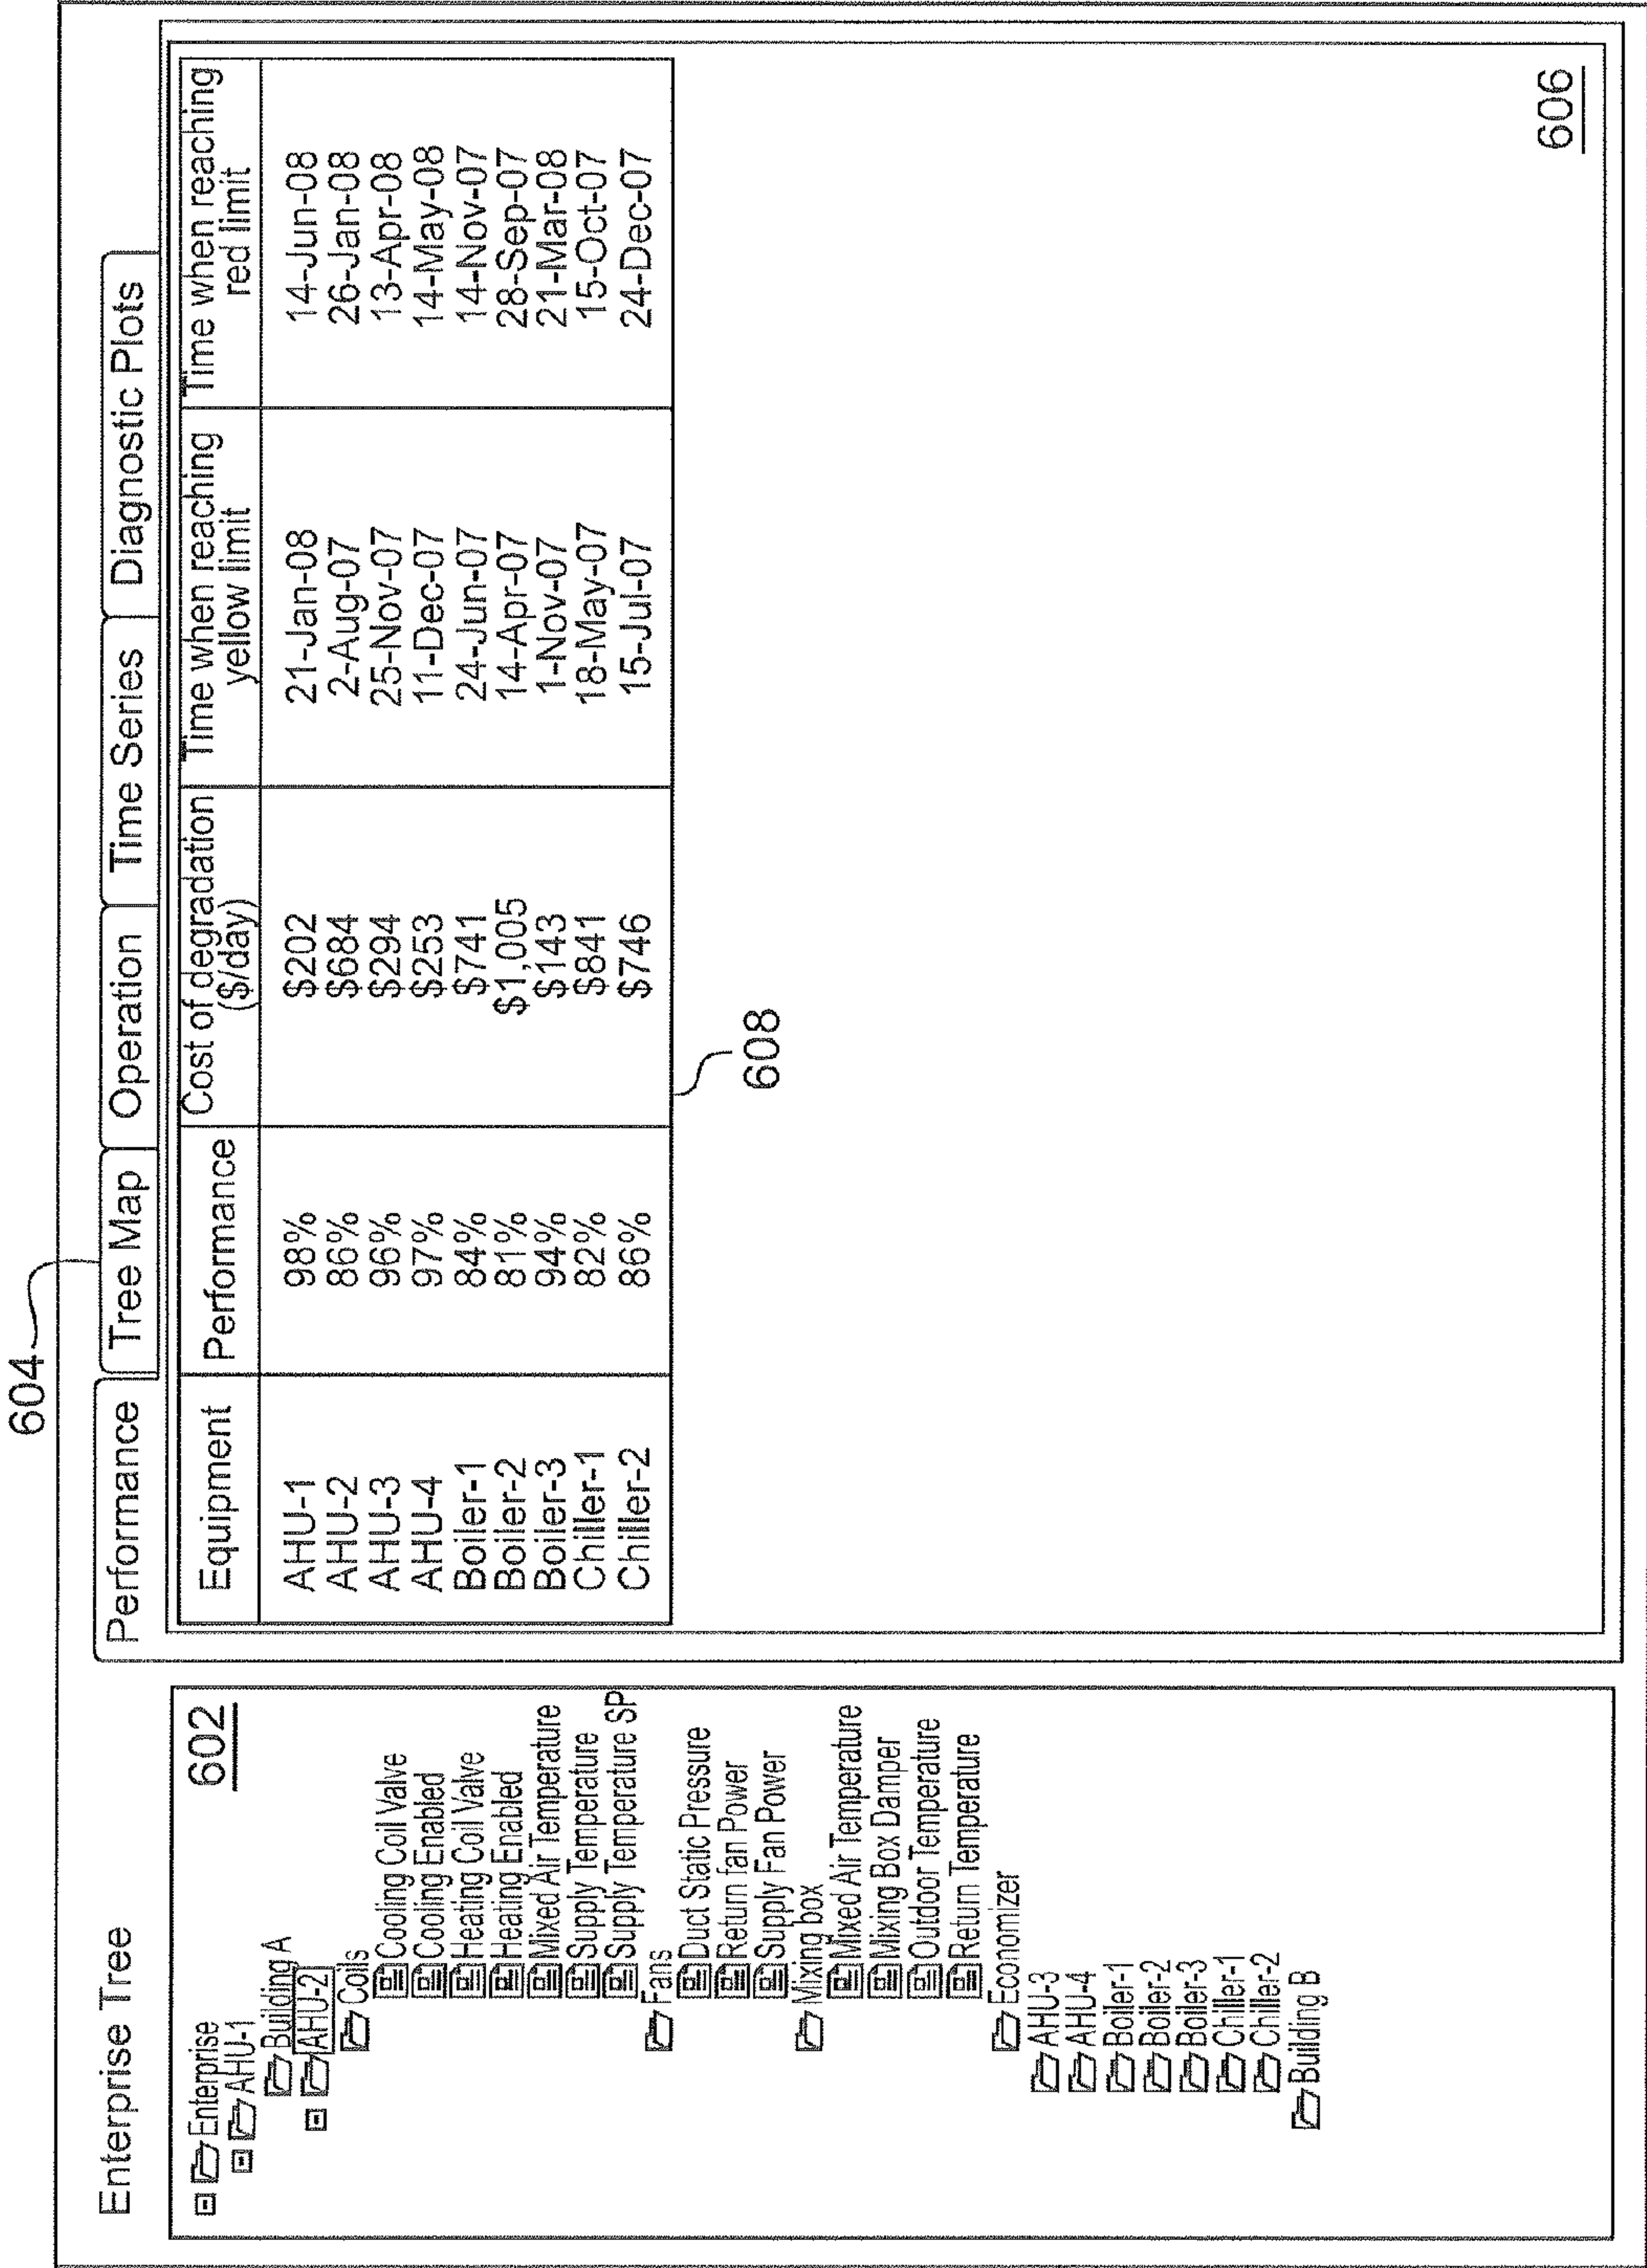 604
Enterprise Tree
602
Enterprise
AHU-1
Building A
AHU-2
Coils
Cooling Coil Valve
Cooling Enabled
Heating Coil Valve
Heating Enabled
Mixed Air Temperature
Supply Temperature
Supply Temperature SP
Fans
Duct Static Pressure
Return fan Power
Supply Fan Power
Mixing box
Mixed Air Temperature
Mixing Box Damper
Outdoor Temperature
Return Temperature
Economizer
AHU-3
AHU-4
Boiler-1
Boiler-2
Boiler-3
Chiller-1
Chiller-2
Building B
Performance Tree Map Operation Time Series Diagnostic Plots
Equipment Performance Cost of degradation ($/day) Time when reaching yellow limit Time when reaching red limit
AHU-1 98% $202 21-Jan-08 14-Jun-08
AHU-2 86% $684 2-Aug-07 26-Jan-08
AHU-3 96% $294 25-Nov-07 13-Apr-08
AHU-4 97% $253 11-Dec-07 14-May-08
Boiler-1 84% $741 24-Jun-07 14-Nov-07
Boiler-2 81% $1,005 14-Apr-07 28-Sep-07
Boiler-3 94% $143 1-Nov-07 21-Mar-08
Chiller-1 82% $841 18-May-07 15-Oct-07
Chiller-2 86% $746 15-Jul-07 24-Dec-07
608
606